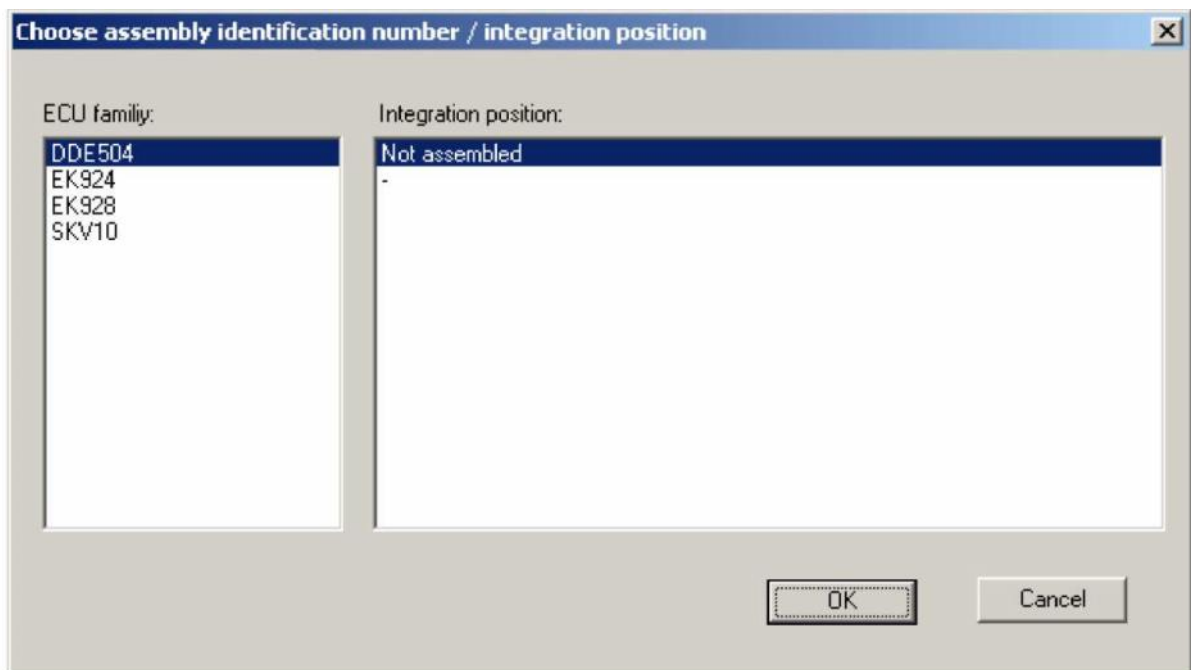 Choose assembly identification number / integration position
ECU familiy:
Integration position:
DDE504
EK924
EK928
SKV10
Not assembled
-
OK
Cancel